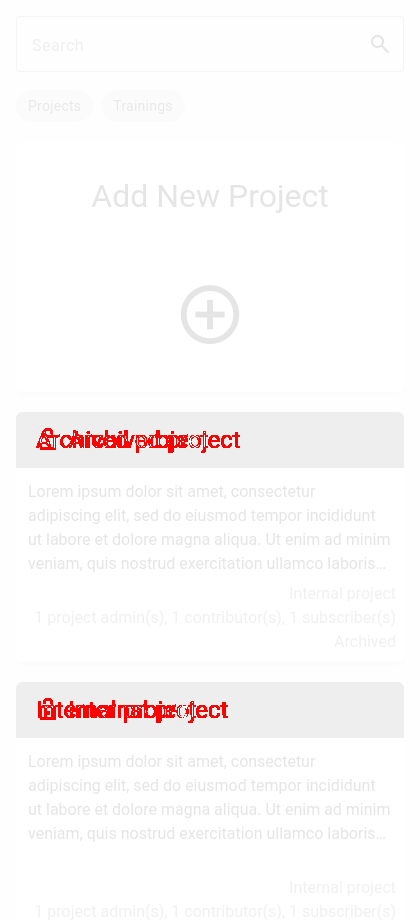 Search
Projects
Trainings
Add New Project
Archived project
Lorem ipsum dolor sit amet, consectetur
adipiscing elit, sed do eiusmod tempor incididunt
ut labore et dolore magna aliqua. Ut enim ad minim
veniam, quis nostrud exercitation ullamco laboris...
Internal project
1 project admin(s), 1 contributor(s), 1 subscriber(s)
Archived
Internal project
Lorem ipsum dolor sit amet, consectetur
adipiscing elit, sed do eiusmod tempor incididunt
ut labore et dolore magna aliqua. Ut enim ad minim
veniam, quis nostrud exercitation ullamco laboris...
Internal project
1 project admin(s), 1 contributor(s), 1 subscriber(s)